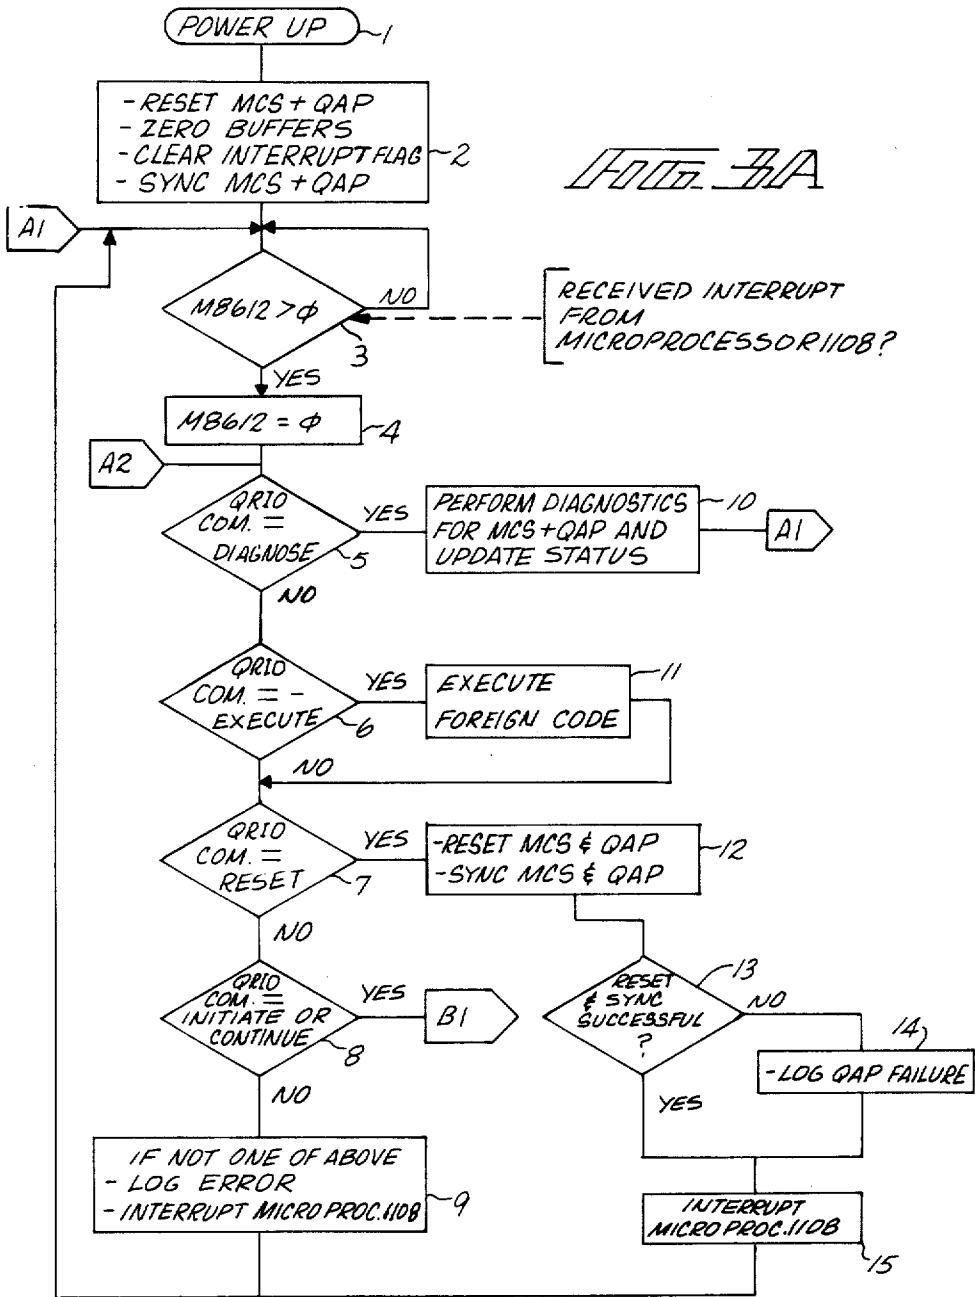 POWER UP
1
- RESET MCS + QAP
- ZERO BUFFERS
- CLEAR INTERRUPT FLAG
- SYNC MCS + QAP
2
FIG. 3A
A1
M8612 > φ
NO
3
RECEIVED INTERRUPT
FROM
MICROPROCESSOR 1108?
YES
M8612 = φ
4
A2
QRIO
COM. =
DIAGNOSE
5
YES
PERFORM DIAGNOSTICS
FOR MCS+QAP AND
UPDATE STATUS
10
A1
NO
QRIO
COM. = -
EXECUTE
6
YES
EXECUTE
FOREIGN CODE
11
NO
QRIO
COM. =
RESET
7
YES
-RESET MCS & QAP
-SYNC MCS & QAP
12
NO
QRIO
COM. =
INITIATE OR
CONTINUE
8
YES
B1
RESET
& SYNC
SUCCESSFUL
?
13
NO
14
- LOG QAP FAILURE
YES
NO
IF NOT ONE OF ABOVE
- LOG ERROR
- INTERRUPT MICRO PROC. 1108
9
INTERRUPT
MICRO PROC. 1108
15